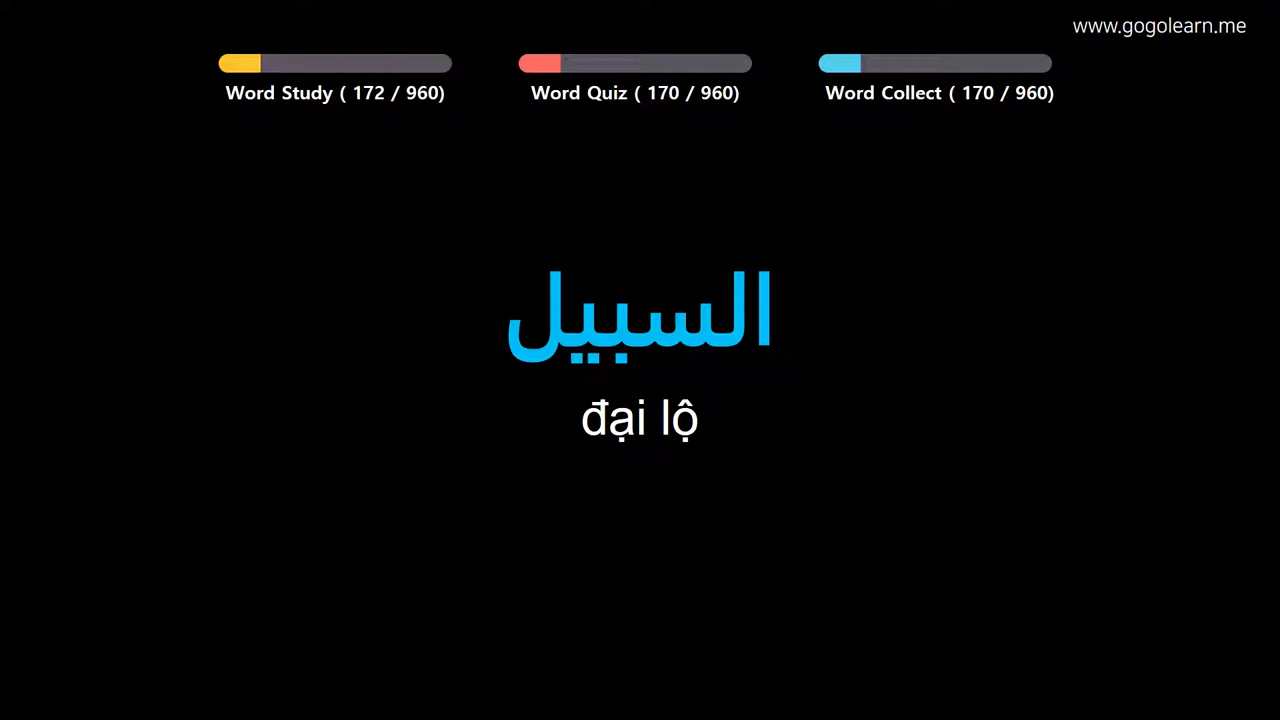 www.gogolearn.me
Word Study ( 172 / 960)
Word Quiz ( 170 / 960)
Word Collect ( 170 / 960)
السبيل
đại lộ